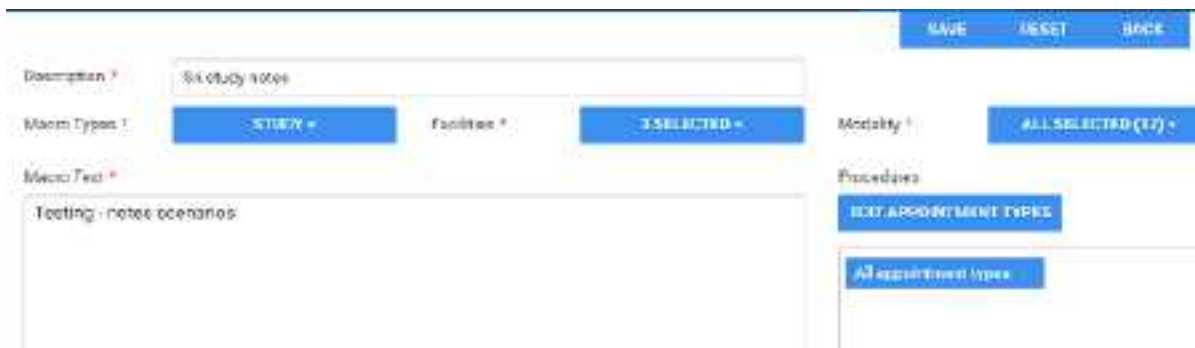 SAVE RESET BACK
Description * SK study notes
Macro Types * STUDY Facilities * 3 SELECTED Modality * ALL SELECTED (37)
Macro Text * Procedures
Testing - notes scenarios
EDIT APPOINTMENT TYPES
All appointment types